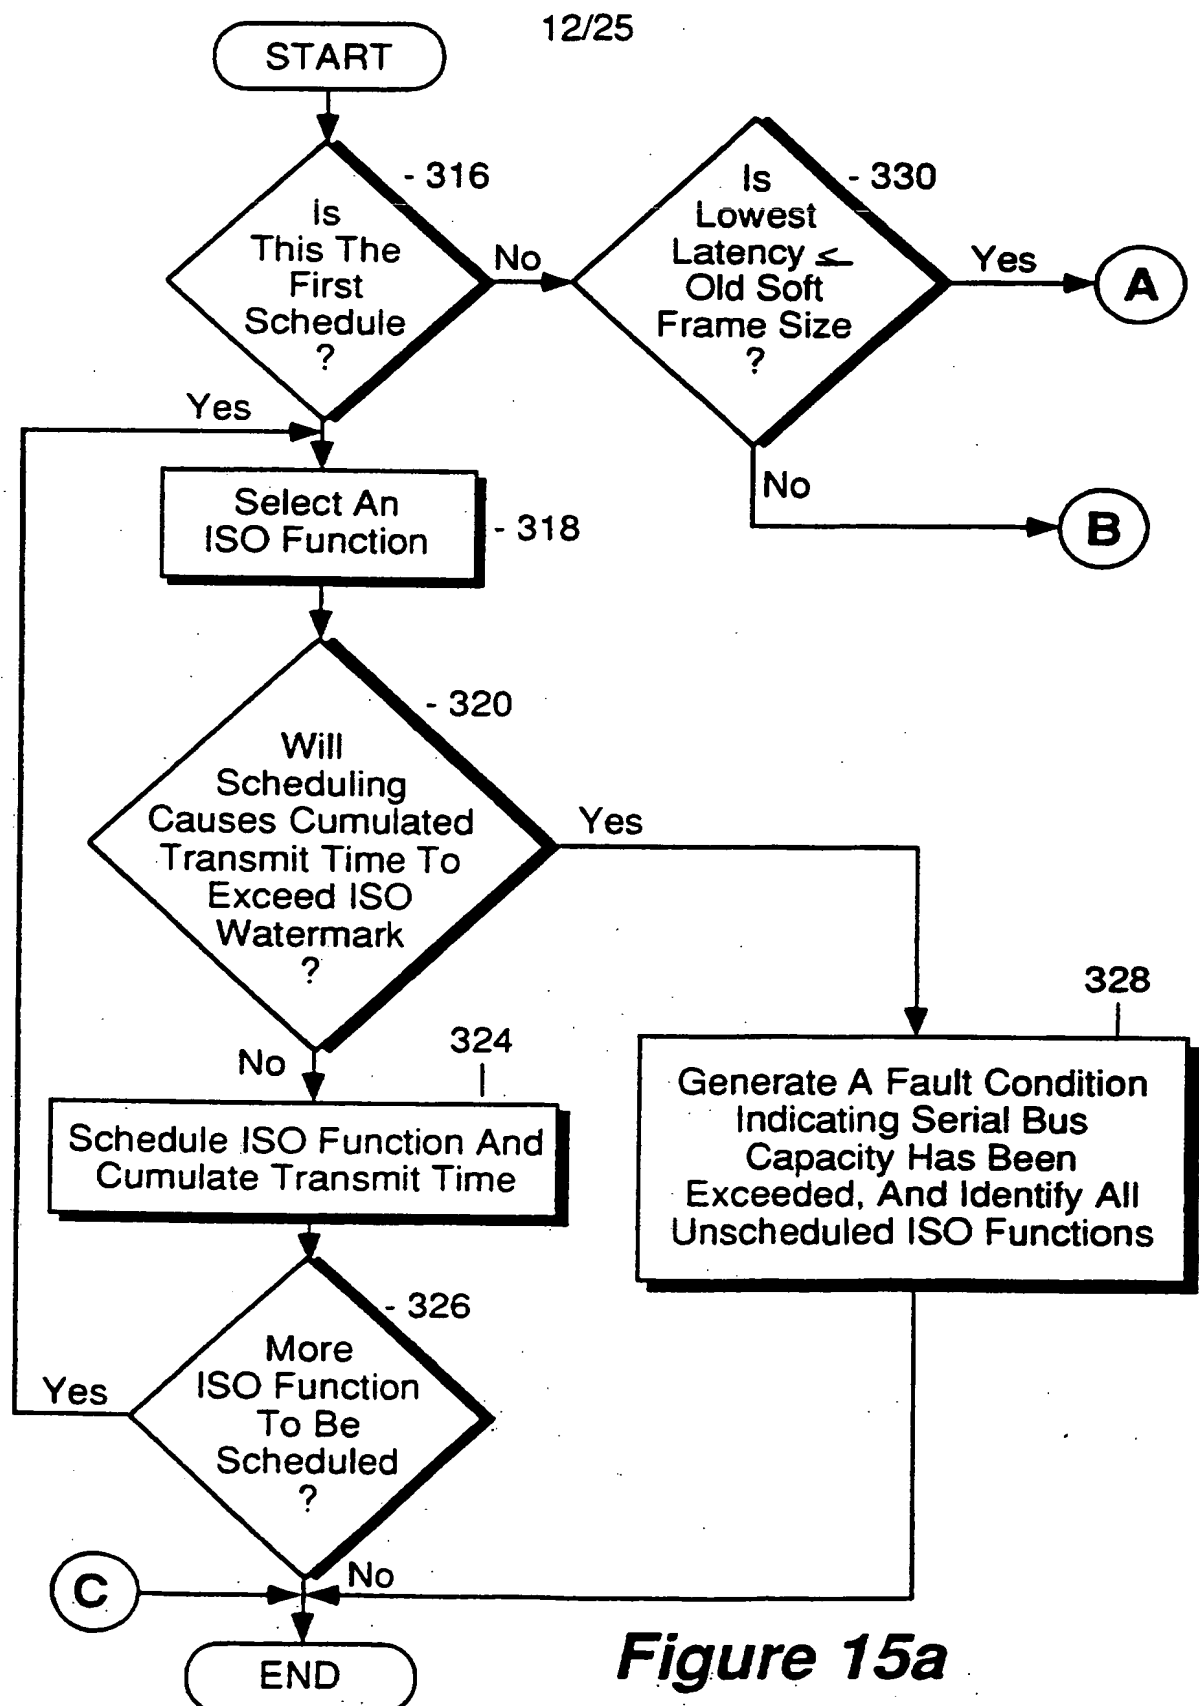 12/25
START
- 316
Is
This The
First
Schedule
?
No
- 330
Is
Lowest
Latency ≤
Old Soft
Frame Size
?
Yes
A
No
B
Yes
Select An
ISO Function
- 318
- 320
Will
Scheduling
Causes Cumulated
Transmit Time To
Exceed ISO
Watermark
?
Yes
No
324
Schedule ISO Function And
Cumulate Transmit Time
328
Generate A Fault Condition
Indicating Serial Bus
Capacity Has Been
Exceeded, And Identify All
Unscheduled ISO Functions
- 326
More
ISO Function
To Be
Scheduled
?
Yes
No
C
END
Figure 15a